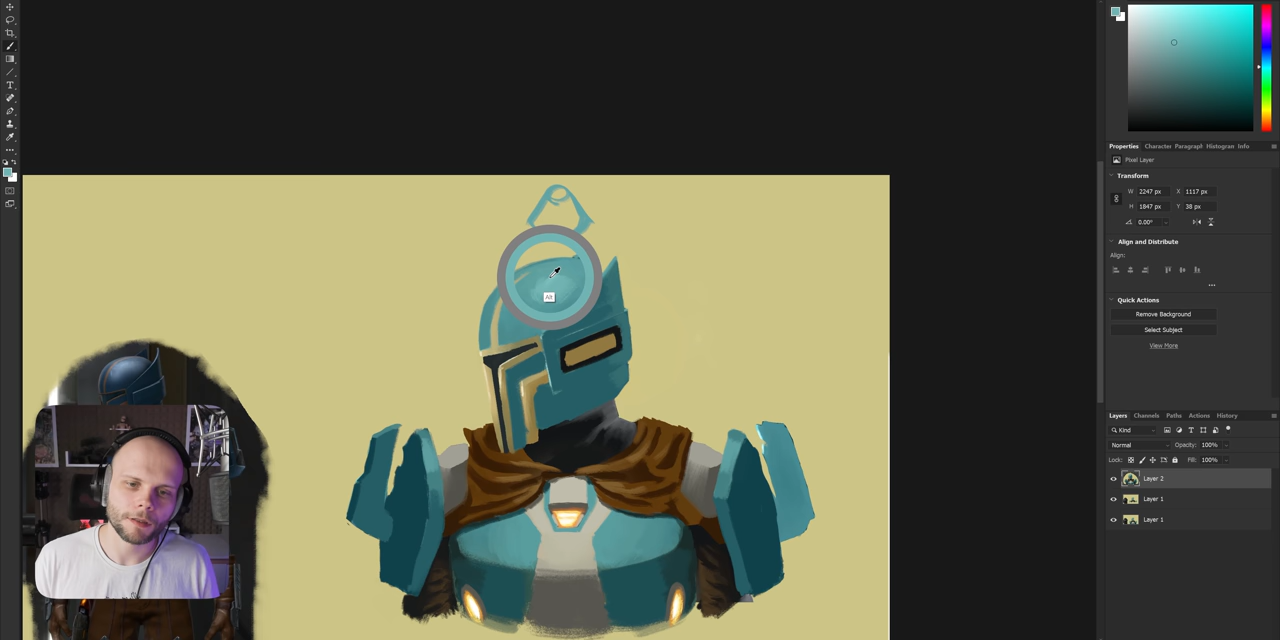 Alt
Properties Character Paragraph Histogram Info
Pixel Layer
Transform
W 2247 px X 1117 px
H 1847 px Y 38 px
0.00°
Align and Distribute
Align:
Quick Actions
Remove Background
Select Subject
View More
Layers Channels Paths Actions History
Kind
Normal Opacity: 100%
Lock: Fill: 100%
Layer 2
Layer 1
Layer 1